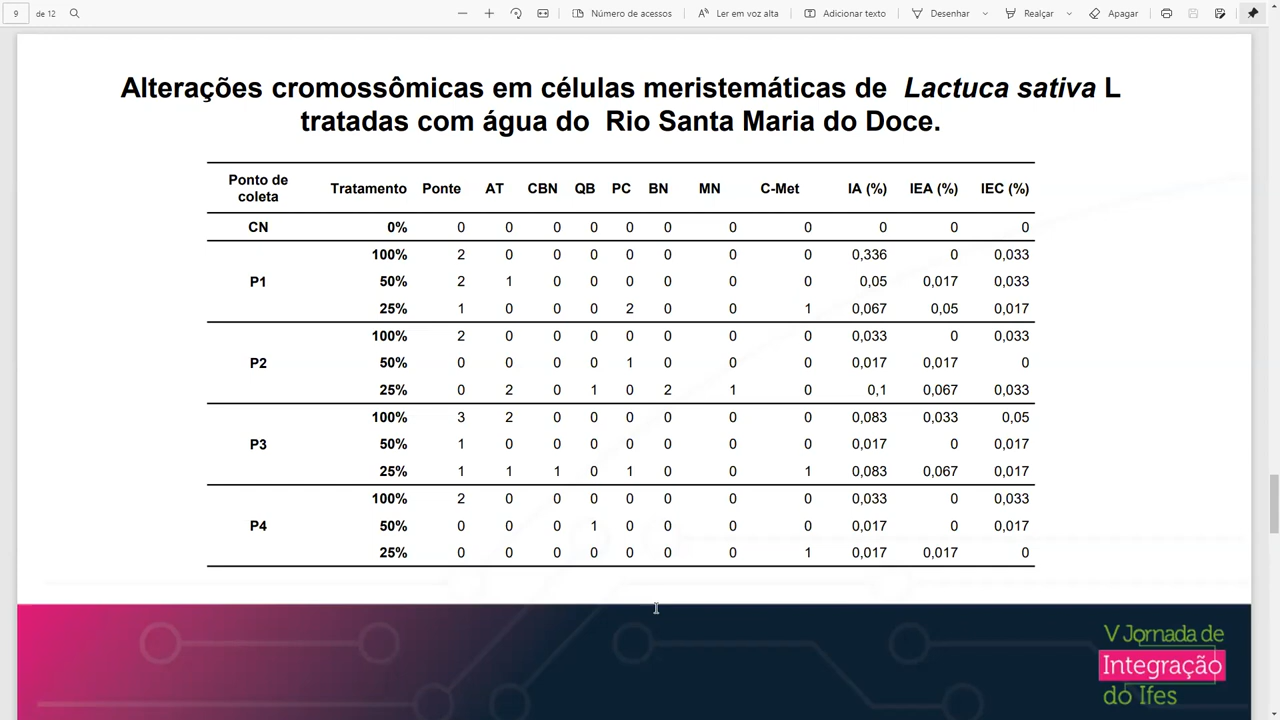 9 de 12 Número de acessos Ler em voz alta Adicionar texto Desenhar Realçar Apagar
Alterações cromossômicas em células meristemáticas de Lactuca sativa L
tratadas com água do Rio Santa Maria do Doce.
Ponto de coleta Tratamento Ponte AT CBN QB PC BN MN C-Met IA (%) IEA (%) IEC (%)
CN 0% 0 0 0 0 0 0 0 0 0 0 0
100% 2 0 0 0 0 0 0 0 0,336 0 0,033
P1 50% 2 1 0 0 0 0 0 0 0,05 0,017 0,033
25% 1 0 0 0 2 0 0 1 0,067 0,05 0,017
100% 2 0 0 0 0 0 0 0 0,033 0 0,033
P2 50% 0 0 0 0 1 0 0 0 0,017 0,017 0
25% 0 2 0 1 0 2 1 0 0,1 0,067 0,033
100% 3 2 0 0 0 0 0 0 0,083 0,033 0,05
P3 50% 1 0 0 0 0 0 0 0 0,017 0 0,017
25% 1 1 1 0 1 0 0 1 0,083 0,067 0,017
100% 2 0 0 0 0 0 0 0 0,033 0 0,033
P4 50% 0 0 0 1 0 0 0 0 0,017 0 0,017
25% 0 0 0 0 0 0 0 1 0,017 0,017 0
V Jornada de
Integração
do Ifes